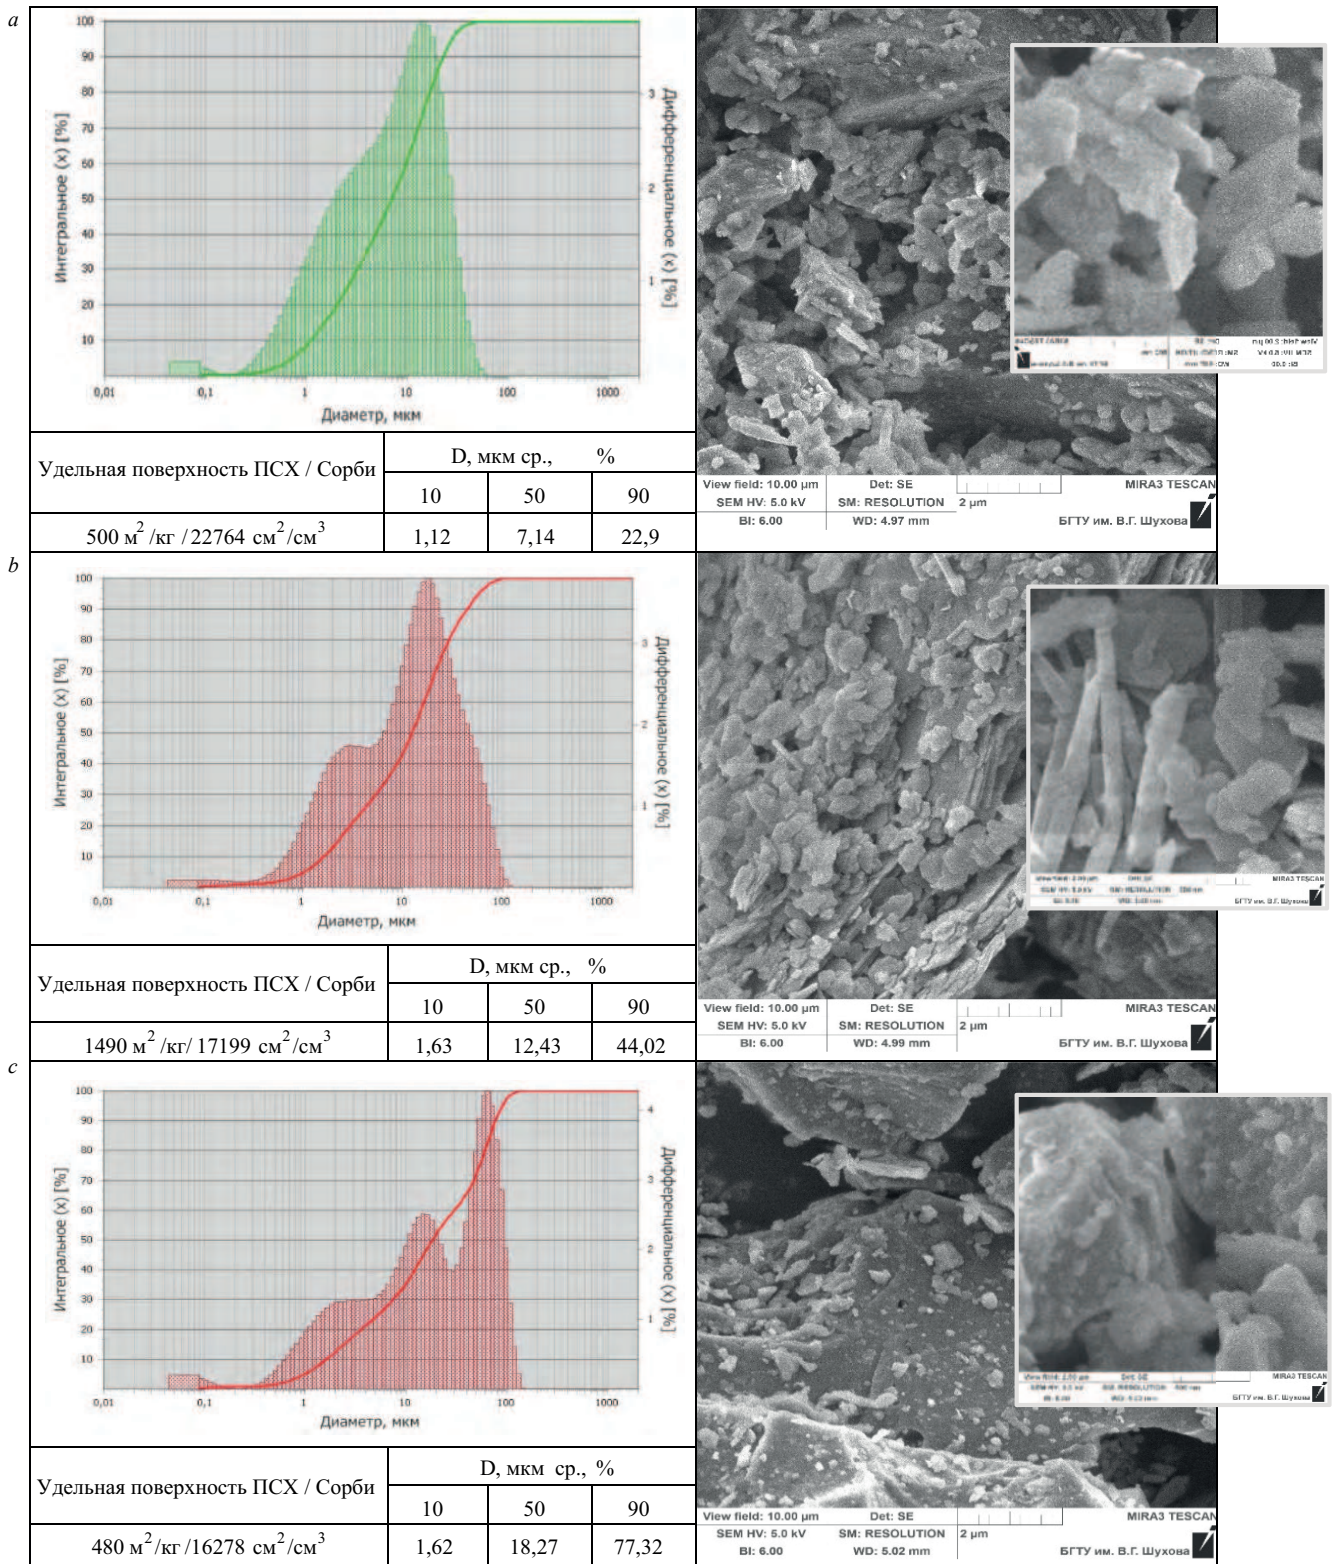 a
100
90
80
70
60
50
40
30
20
10
Интегральное (x) [%]
3
2
1
Дифференциальное (x) [%]
0,01 0,1 1 10 100 1000
Диаметр, мкм
Удельная поверхность ПСХ / Сорби
D, мкм ср., %
10 50 90
500 м²/кг / 22764 см²/см³ 1,12 7,14 22,9
View field: 10.00 µm Det: SE MIRA3 TESCAN
SEM HV: 5.0 kV SM: RESOLUTION 2 µm
BI: 6.00 WD: 4.97 mm БГТУ им. В.Г. Шухова
b
100
90
80
70
60
50
40
30
20
10
Интегральное (x) [%]
3
2
1
Дифференциальное (x) [%]
0,01 0,1 1 10 100 1000
Диаметр, мкм
Удельная поверхность ПСХ / Сорби
D, мкм ср., %
10 50 90
1490 м²/кг/ 17199 см²/см³ 1,63 12,43 44,02
MIRA3 TESCAN
БГТУ им. В.Г. Шухова
View field: 10.00 µm Det: SE MIRA3 TESCAN
SEM HV: 5.0 kV SM: RESOLUTION 2 µm
BI: 6.00 WD: 4.99 mm БГТУ им. В.Г. Шухова
c
100
90
80
70
60
50
40
30
20
10
Интегральное (x) [%]
4
3
2
1
Дифференциальное (x) [%]
0,01 0,1 1 10 100 1000
Диаметр, мкм
Удельная поверхность ПСХ / Сорби
D, мкм ср., %
10 50 90
480 м²/кг /16278 см²/см³ 1,62 18,27 77,32
MIRA3 TESCAN
БГТУ им. В.Г. Шухова
View field: 10.00 µm Det: SE MIRA3 TESCAN
SEM HV: 5.0 kV SM: RESOLUTION 2 µm
BI: 6.00 WD: 5.02 mm БГТУ им. В.Г. Шухова